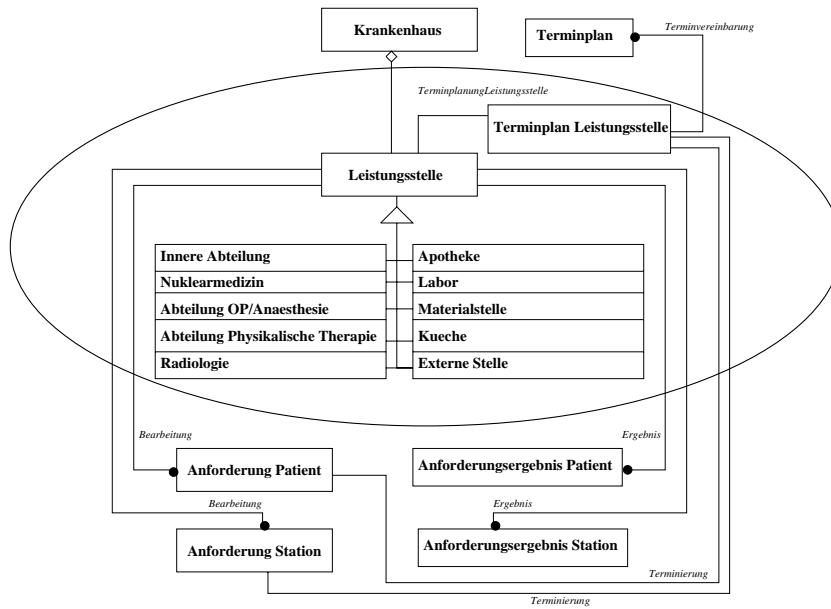 Krankenhaus
Terminplan
Terminvereinbarung
TerminplanungLeistungsstelle
Terminplan Leistungsstelle
Leistungsstelle
Innere Abteilung
Apotheke
Nuklearmedizin
Labor
Abteilung OP/Anaesthesie
Materialstelle
Abteilung Physikalische Therapie
Kueche
Radiologie
Externe Stelle
Bearbeitung
Ergebnis
Anforderung Patient
Anforderungsergebnis Patient
Bearbeitung
Ergebnis
Anforderung Station
Anforderungsergebnis Station
Terminierung
Terminierung